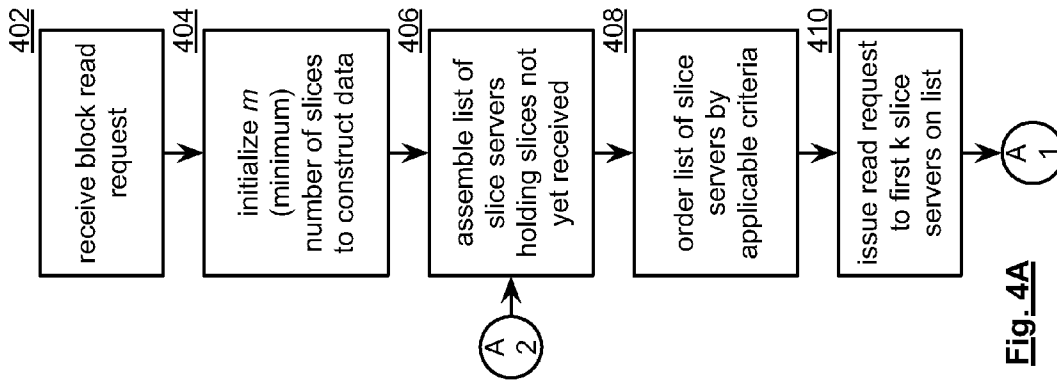 402
receive block read
request
404
initialize m
(minimum)
number of slices
to construct data
406
assemble list of
slice servers
holding slices not
yet received
A
2
408
order list of slice
servers by
applicable criteria
410
issue read request
to first k slice
servers on list
A
1
Fig. 4A